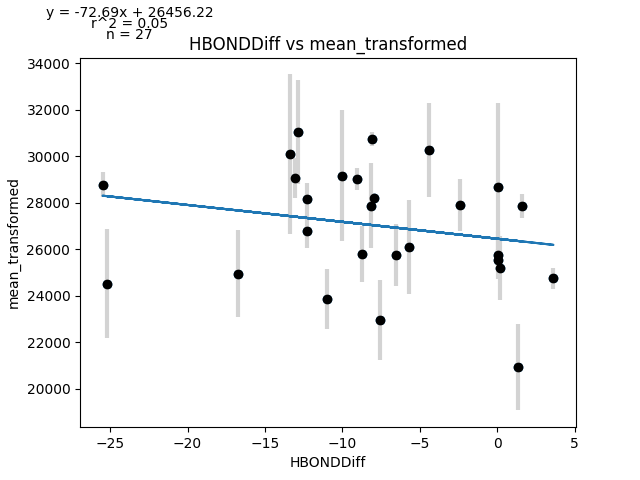 y = -72.69x + 26456.22
r^2 = 0.05
n = 27
HBONDDiff vs mean_transformed
34000
32000
30000
28000
26000
24000
22000
20000
mean_transformed
−25
−20
−15
−10
−5
0
5
HBONDDiff